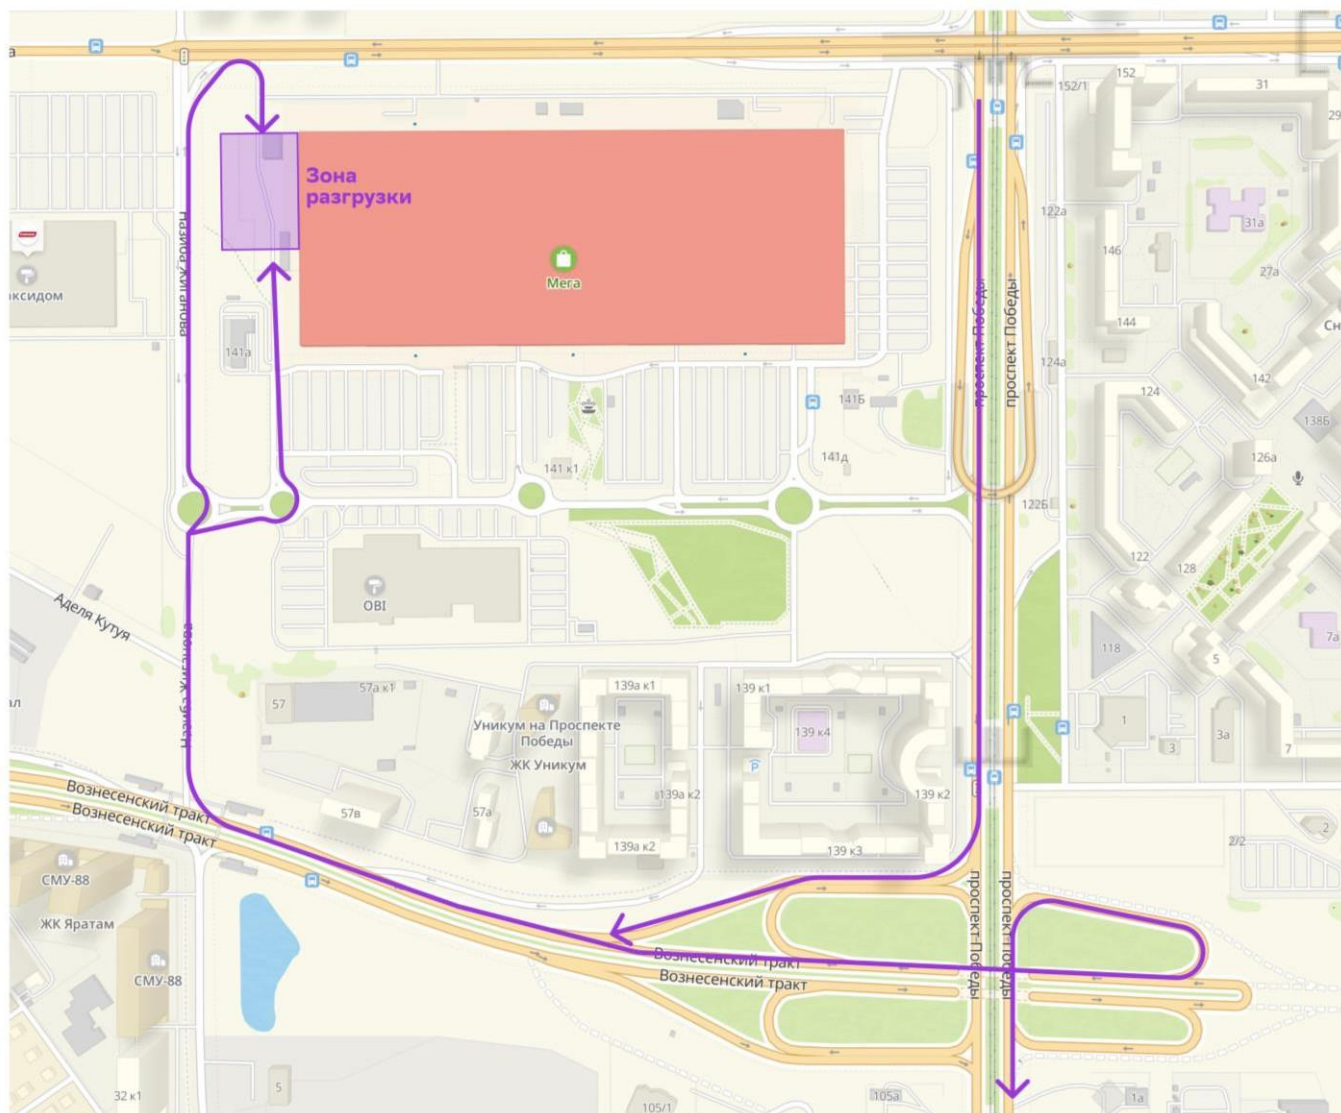 а
152/1
152
31
29
Зона
разгрузки
31а
122а
146
27а
Назиба Жиганова
Мега
аксидом
проспект Победы
проспект Победы
144
Сн
141а
124а
142
124
141Б
138Б
126а
141д
141 к1
122Б
122
128
OBI
Аделя Кутуя
118
5
7а
Назиба Жиганова
57а к1
139а к1
139 к1
57
1
3
3а
7
ал
Уникум на Проспекте
Победы
139 к4
ЖК Уникум
P
Вознесенский тракт
Вознесенский тракт
57в
57а
139а к2
139 к2
139а к2
139 к3
2
2/2
СМУ-88
проспект Победы
проспект Победы
ЖК Яратам
Вознесенский тракт
Вознесенский тракт
СМУ-88
32 к1
5
105/1
105а
1а